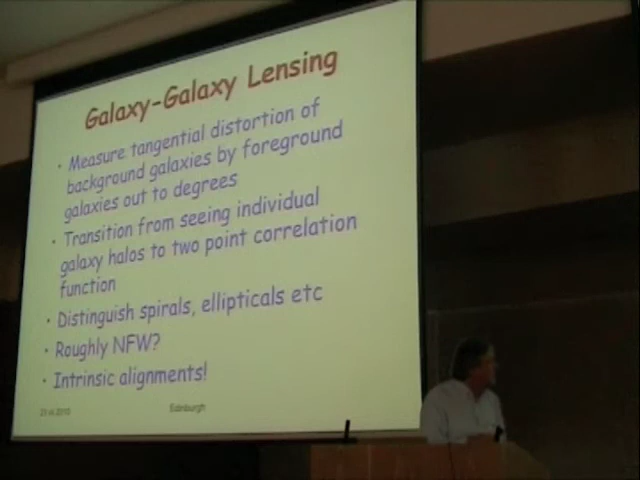 Galaxy-Galaxy Lensing
• Measure tangential distortion of
background galaxies by foreground
galaxies out to degrees
• Transition from seeing individual
galaxy halos to two point correlation
function
• Distinguish spirals, ellipticals etc
• Roughly NFW?
• Intrinsic alignments!
Edinburgh